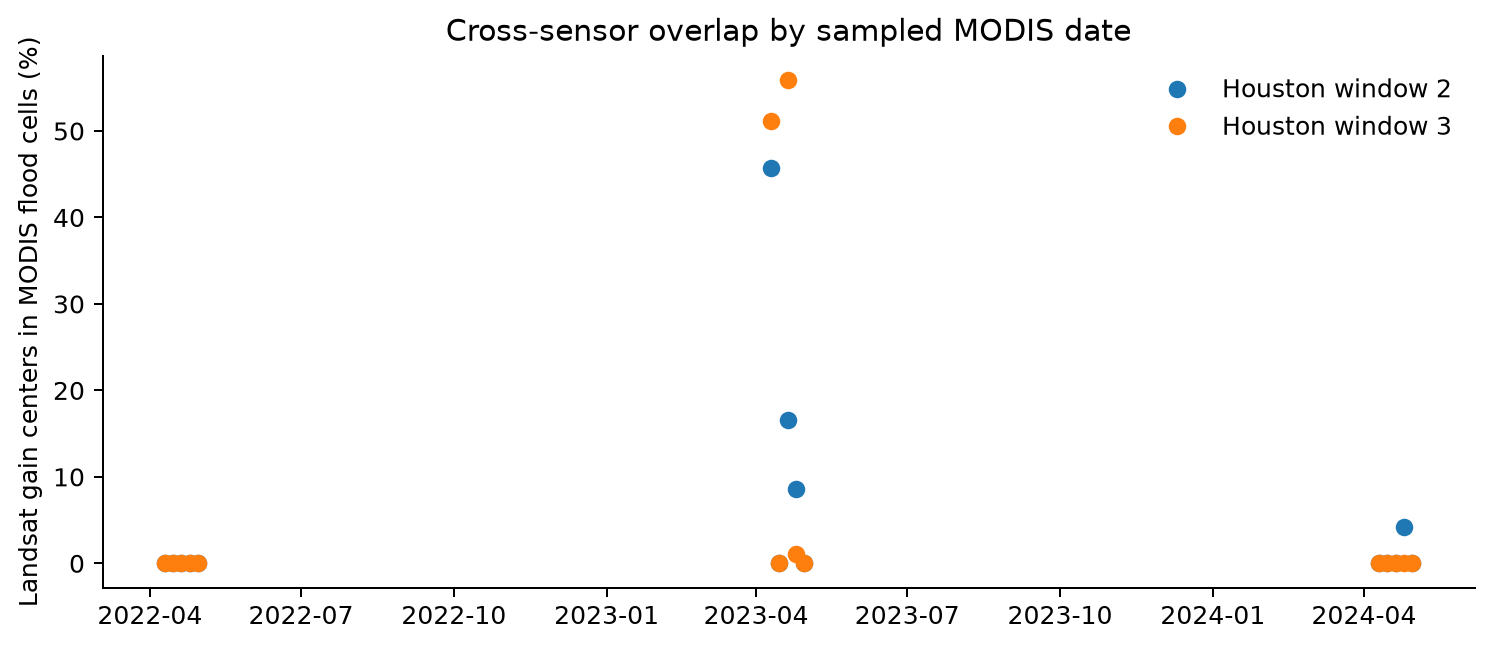 Cross-sensor overlap by sampled MODIS date
Landsat gain centers in MODIS flood cells (%)
50
40
30
20
10
0
Houston window 2
Houston window 3
2022-04 2022-07 2022-10 2023-01 2023-04 2023-07 2023-10 2024-01 2024-04